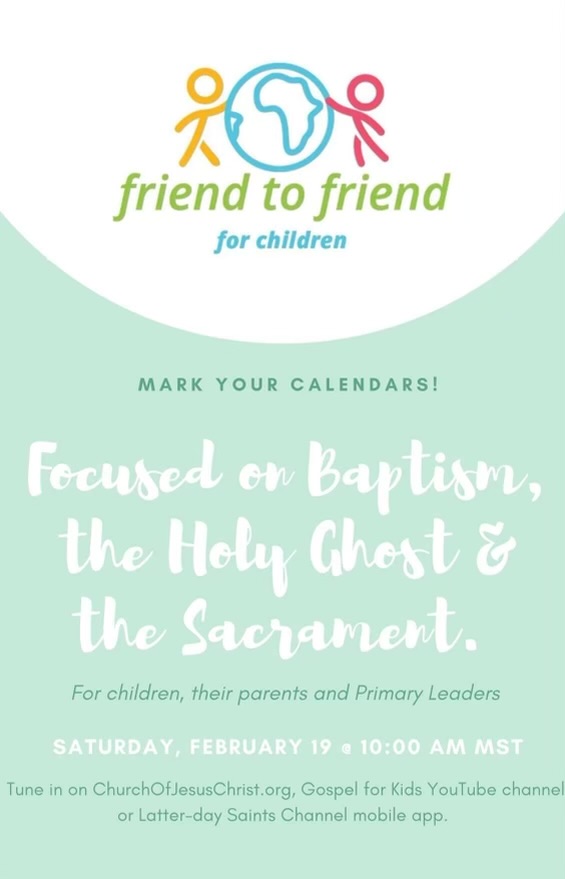 friend to friend
for children
MARK YOUR CALENDARS!
Focused on Baptism,
the Holy Ghost &
the Sacrament.
For children, their parents and Primary Leaders
SATURDAY, FEBRUARY 19 @ 10:00 AM MST
Tune in on ChurchOfJesusChrist.org, Gospel for Kids YouTube channel
or Latter-day Saints Channel mobile app.